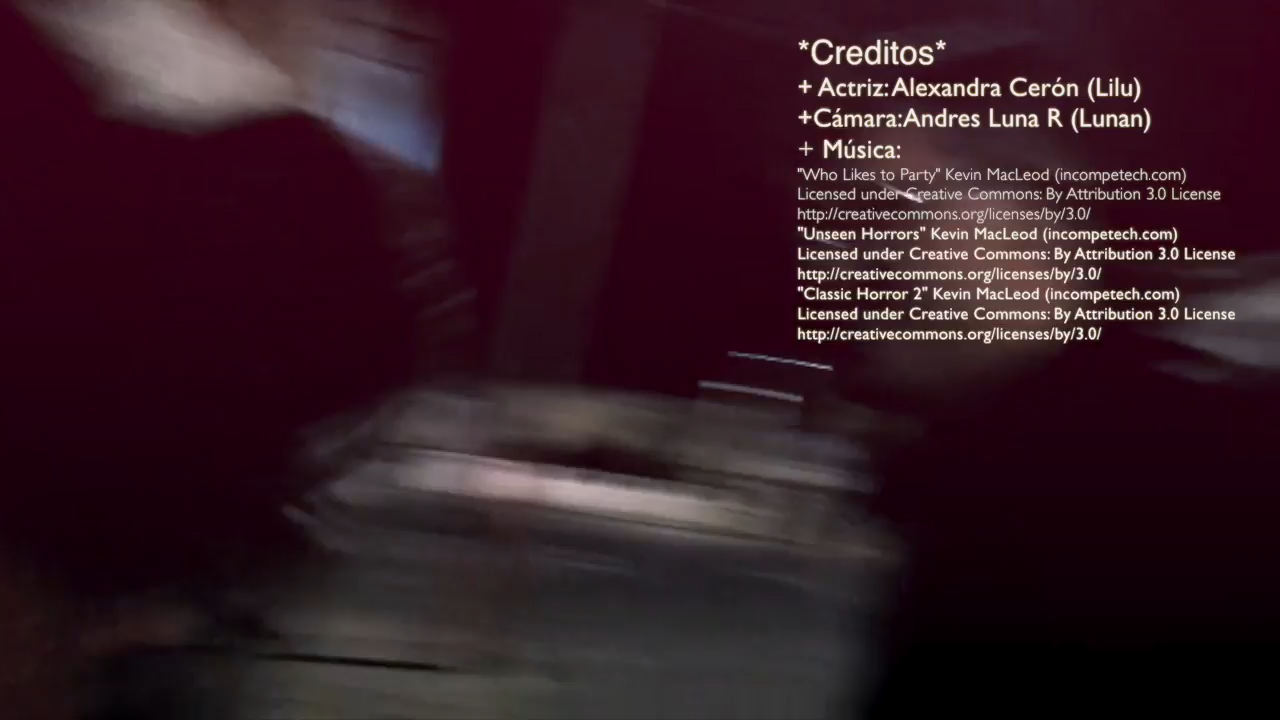 *Creditos*
+ Actriz: Alexandra Cerón (Lilu)
+Cámara:Andres Luna R (Lunan)
+ Música:
"Who Likes to Party" Kevin MacLeod (incompetech.com)
Licensed under Creative Commons: By Attribution 3.0 License
http://creativecommons.org/licenses/by/3.0/
"Unseen Horrors" Kevin MacLeod (incompetech.com)
Licensed under Creative Commons: By Attribution 3.0 License
http://creativecommons.org/licenses/by/3.0/
"Classic Horror 2" Kevin MacLeod (incompetech.com)
Licensed under Creative Commons: By Attribution 3.0 License
http://creativecommons.org/licenses/by/3.0/